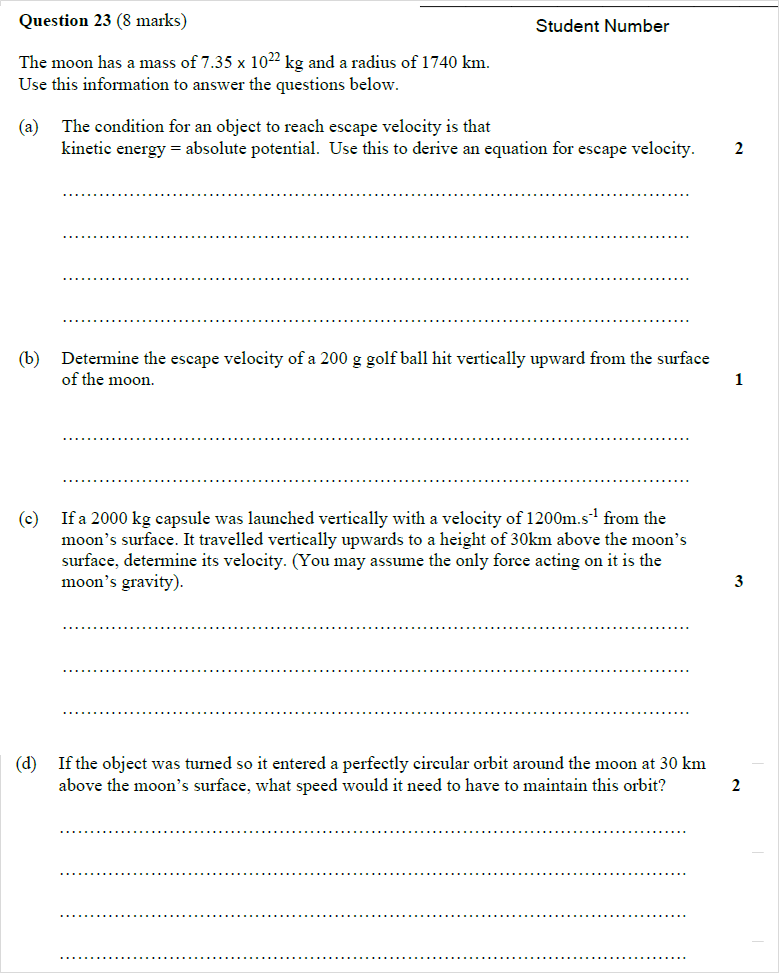 Question 23 (8 marks)
Student Number
The moon has a mass of 7.35 x 10²² kg and a radius of 1740 km.
Use this information to answer the questions below.
(a) The condition for an object to reach escape velocity is that
kinetic energy = absolute potential. Use this to derive an equation for escape velocity. 2
(b) Determine the escape velocity of a 200 g golf ball hit vertically upward from the surface
of the moon. 1
(c) If a 2000 kg capsule was launched vertically with a velocity of 1200m.s⁻¹ from the
moon's surface. It travelled vertically upwards to a height of 30km above the moon's
surface, determine its velocity. (You may assume the only force acting on it is the
moon's gravity). 3
(d) If the object was turned so it entered a perfectly circular orbit around the moon at 30 km
above the moon's surface, what speed would it need to have to maintain this orbit? 2